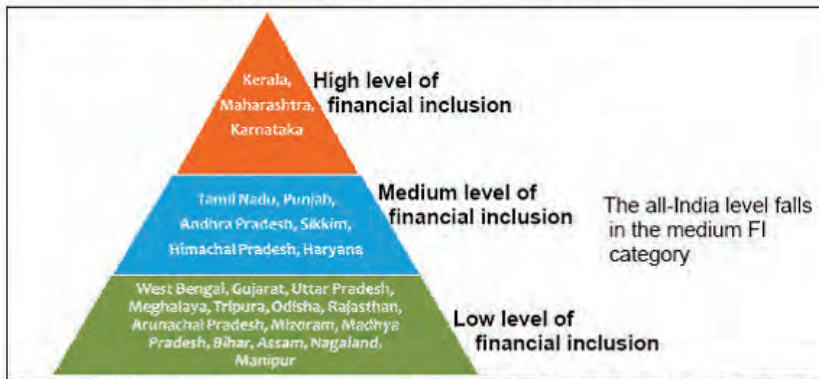 Kerala,
Maharashtra,
Karnataka
High level of
financial inclusion
Tamil Nadu, Punjab,
Andhra Pradesh, Sikkim,
Himachal Pradesh, Haryana
Medium level of
financial inclusion
The all-India level falls
in the medium FI
category
West Bengal, Gujarat, Uttar Pradesh,
Meghalaya, Tripura, Odisha, Rajasthan,
Arunachal Pradesh, Mizoram, Madhya
Pradesh, Bihar, Assam, Nagaland,
Manipur
Low level of
financial inclusion